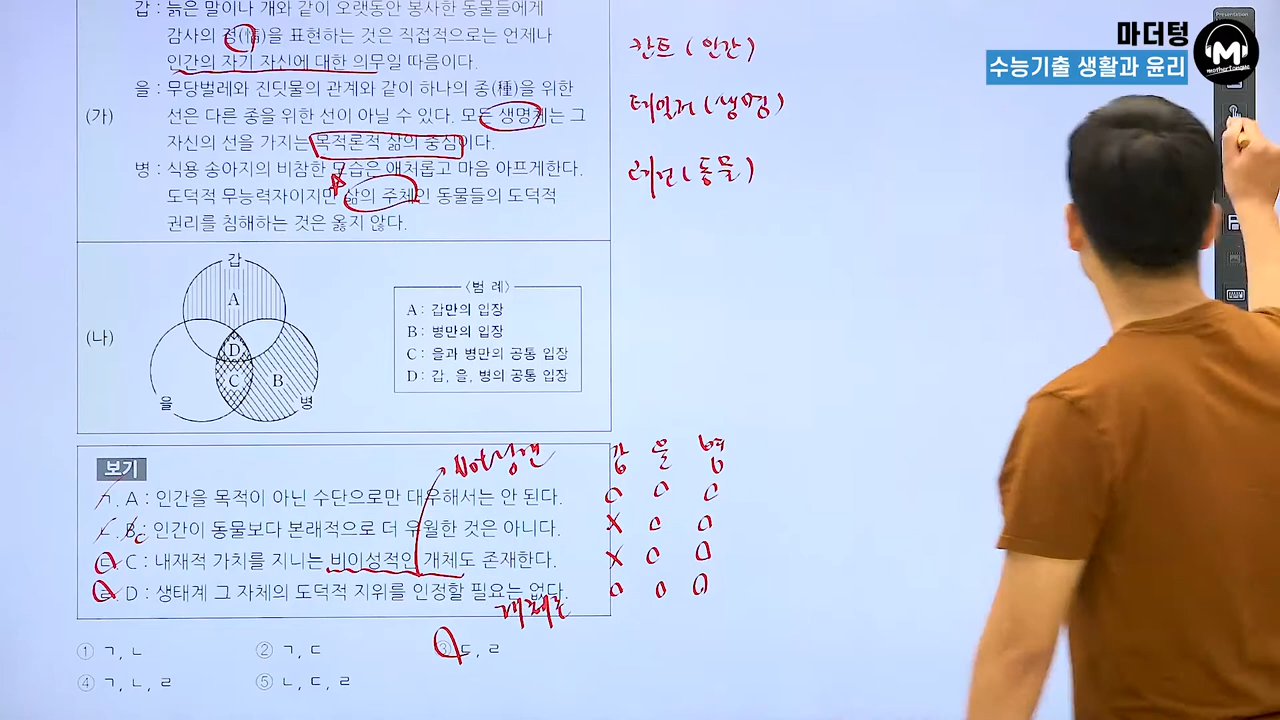 갑 : 늙은 말이나 개와 같이 오랫동안 봉사한 동물들에게
감사의 정(情)을 표현하는 것은 직접적으로는 언제나
인간의 자기 자신에 대한 의무일 따름이다.
을 : 무당벌레와 진딧물의 관계와 같이 하나의 종(種)을 위한
(가) 선은 다른 종을 위한 선이 아닐 수 있다. 모든 생명체는 그
자신의 선을 가지는 목적론적 삶의 중심이다.
병 : 식용 송아지의 비참한 모습은 애처롭고 마음 아프게한다.
도덕적 무능력자이지만 삶의 주체인 동물들의 도덕적
권리를 침해하는 것은 옳지 않다.
칸트 (인간)
테일러 (생명)
레건 (동물)
마더텅
수능기출 생활과 윤리
M
mothertongue
Presentation
(나)
갑
A
D
C
B
을
병
〈범 례〉
A : 갑만의 입장
B : 병만의 입장
C : 을과 병만의 공통 입장
D : 갑, 을, 병의 공통 입장
보기
갑 을 병
ㄱ. A : 인간을 목적이 아닌 수단으로만 대우해서는 안 된다. O O O
ㄴ. B : 인간이 동물보다 본래적으로 더 우월한 것은 아니다. X O O
C
ㄷ. C : 내재적 가치를 지니는 비이성적인 개체도 존재한다. X O O
ㄹ. D : 생태계 그 자체의 도덕적 지위를 인정할 필요는 없다. O O O
개체론
① ㄱ, ㄴ ② ㄱ, ㄷ ③ ㄷ, ㄹ
④ ㄱ, ㄴ, ㄹ ⑤ ㄴ, ㄷ, ㄹ